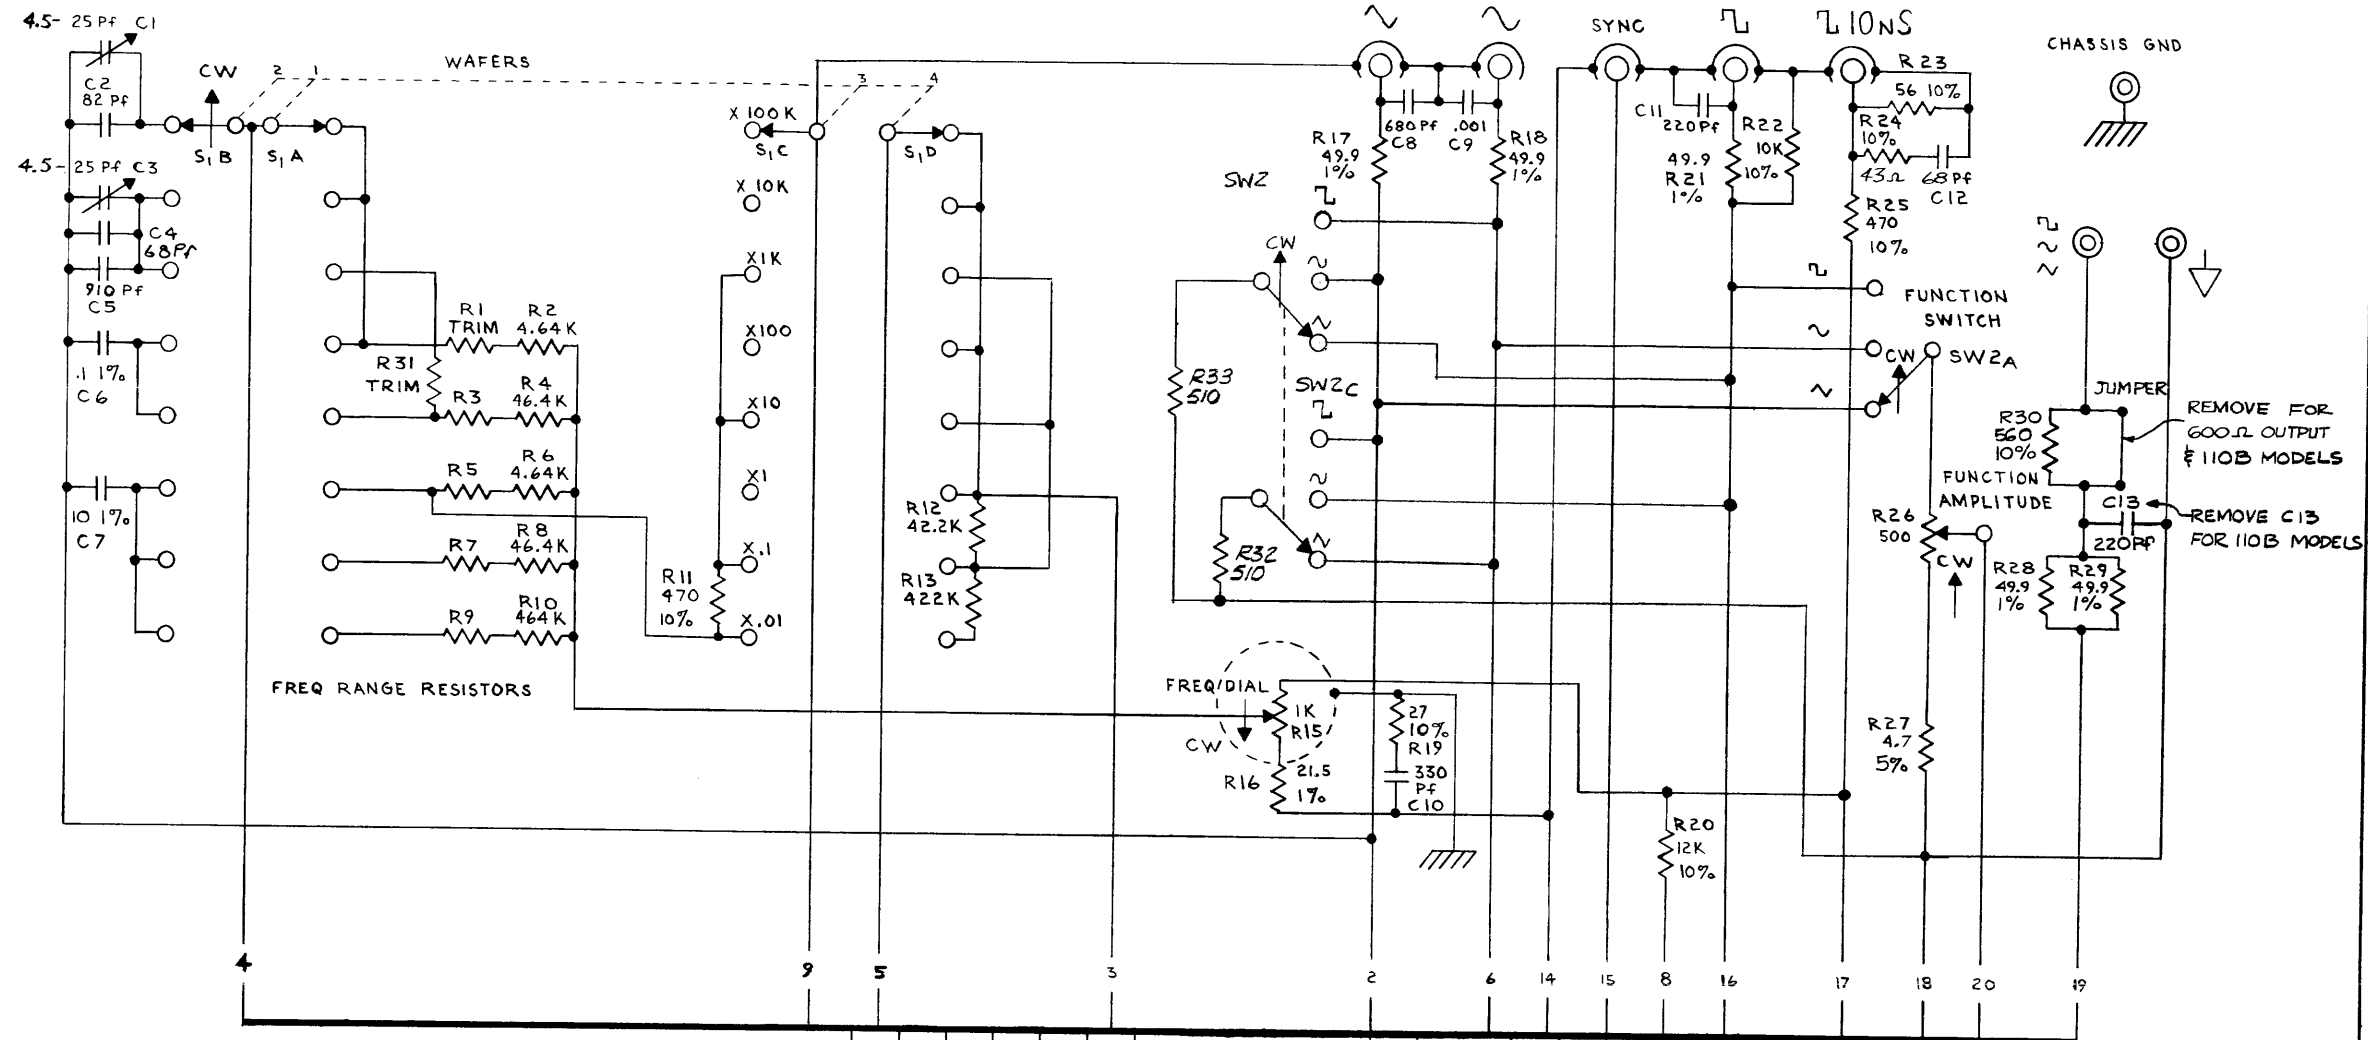 4.5- 25 Pf C1
C2
82 Pf
CW
2
1
WAFERS
3
4
S1B
S1A
S1C
S1D
4.5- 25 Pf C3
C4
68Pf
910 Pf
C5
.1 1%
C6
10 1%
C7
R1
TRIM
R2
4.64K
R31
TRIM
R3
R4
46.4K
R5
R6
4.64K
R7
R8
46.4K
R9
R10
464K
FREQ RANGE RESISTORS
X 100K
X 10K
X1K
X100
X10
X1
X.1
X.01
R11
470
10%
R12
42.2K
R13
422K
SW2
CW
R33
510
SW2C
R32
510
FREQ/DIAL
CW
1K
R15
R16
21.5
1%
27
10%
R19
330
Pf
C10
R17
49.9
1%
680Pf
C8
.001
C9
R18
49.9
1%
SYNC
10NS
C11
220Pf
49.9
R21
1%
R22
10K
10%
R23
56 10%
R24
10%
43Ω
68Pf
C12
R25
470
10%
CHASSIS GND
FUNCTION
SWITCH
CW
SW2A
JUMPER
R30
560
10%
REMOVE FOR
600Ω OUTPUT
& 110B MODELS
FUNCTION
AMPLITUDE
R26
500
CW
C13
220Pf
REMOVE C13
FOR 110B MODELS
R28
49.9
1%
R29
49.9
1%
R27
4.7
5%
R20
12K
10%
4
9
5
3
2
6
14
15
8
16
17
18
20
19